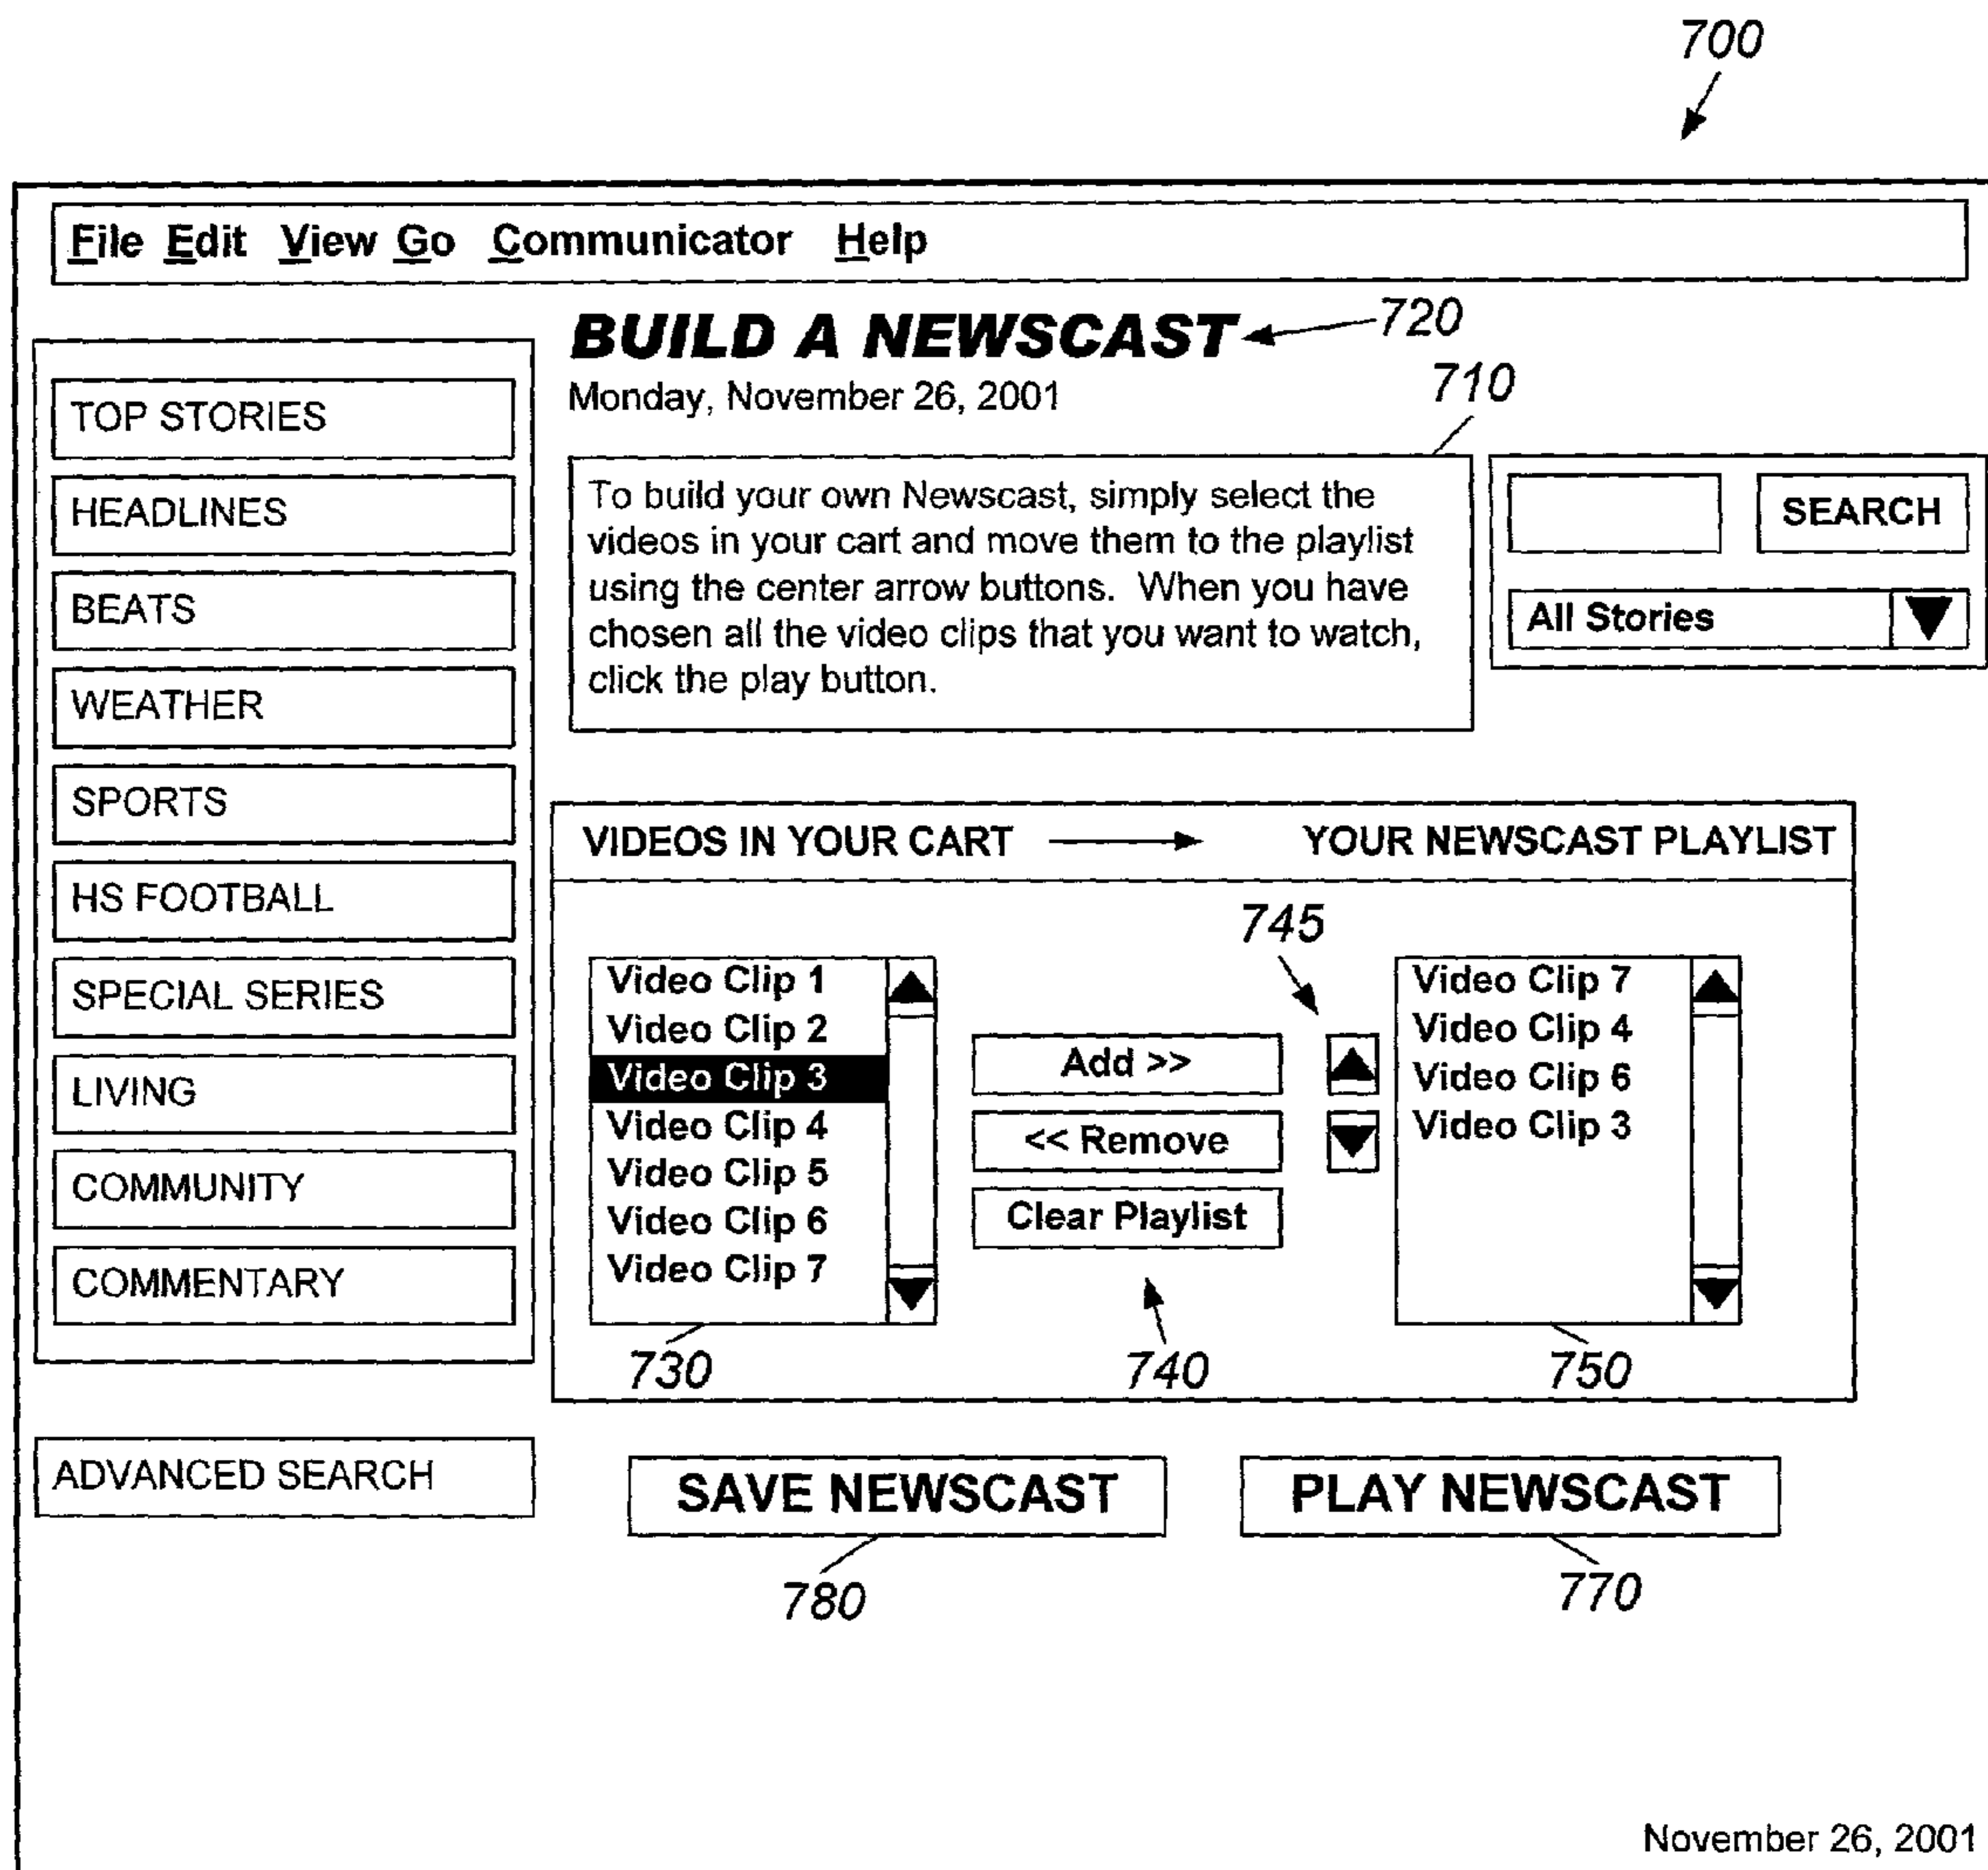 700
File Edit View Go Communicator Help
BUILD A NEWSCAST
720
Monday, November 26, 2001
710
TOP STORIES
HEADLINES
BEATS
WEATHER
SPORTS
HS FOOTBALL
SPECIAL SERIES
LIVING
COMMUNITY
COMMENTARY
ADVANCED SEARCH
To build your own Newscast, simply select the
videos in your cart and move them to the playlist
using the center arrow buttons. When you have
chosen all the video clips that you want to watch,
click the play button.
SEARCH
All Stories
VIDEOS IN YOUR CART
YOUR NEWSCAST PLAYLIST
Video Clip 1
Video Clip 2
Video Clip 3
Video Clip 4
Video Clip 5
Video Clip 6
Video Clip 7
730
Add >>
<< Remove
Clear Playlist
740
745
Video Clip 7
Video Clip 4
Video Clip 6
Video Clip 3
750
SAVE NEWSCAST
780
PLAY NEWSCAST
770
November 26, 2001